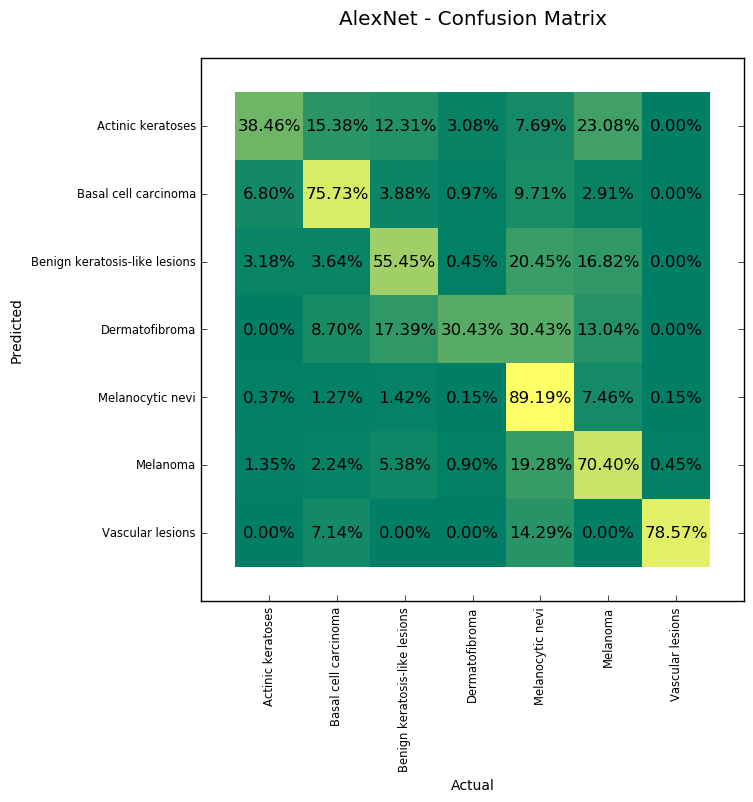 AlexNet - Confusion Matrix
Predicted
Actinic keratoses 38.46% 15.38% 12.31% 3.08% 7.69% 23.08% 0.00%
Basal cell carcinoma 6.80% 75.73% 3.88% 0.97% 9.71% 2.91% 0.00%
Benign keratosis-like lesions 3.18% 3.64% 55.45% 0.45% 20.45% 16.82% 0.00%
Dermatofibroma 0.00% 8.70% 17.39% 30.43% 30.43% 13.04% 0.00%
Melanocytic nevi 0.37% 1.27% 1.42% 0.15% 89.19% 7.46% 0.15%
Melanoma 1.35% 2.24% 5.38% 0.90% 19.28% 70.40% 0.45%
Vascular lesions 0.00% 7.14% 0.00% 0.00% 14.29% 0.00% 78.57%
Actinic keratoses
Basal cell carcinoma
Benign keratosis-like lesions
Dermatofibroma
Melanocytic nevi
Melanoma
Vascular lesions
Actual